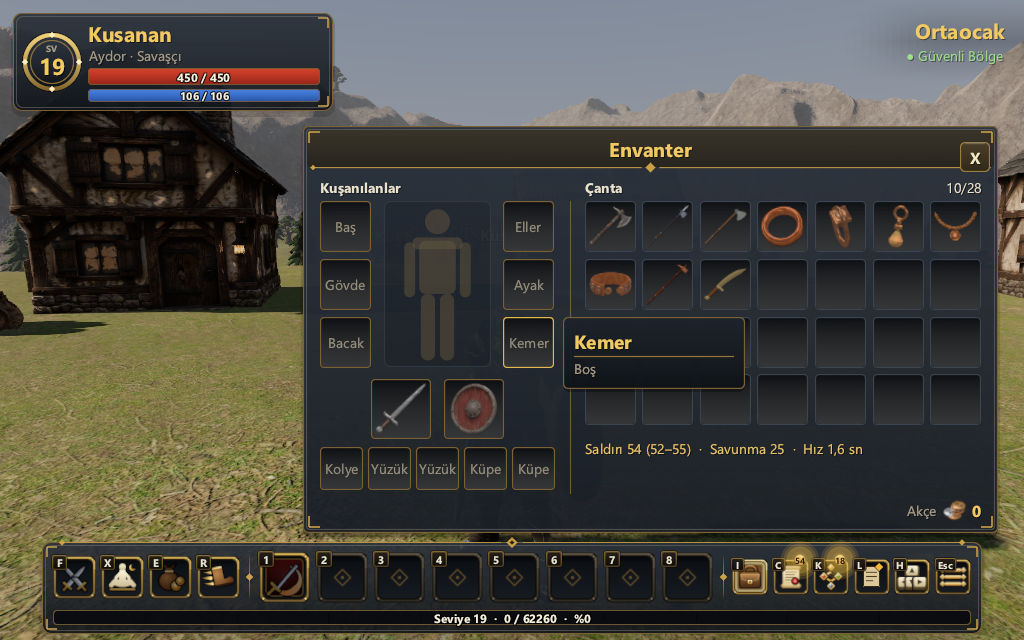 SV
19
Kusanan
Aydor · Savaşçı
450 / 450
106 / 106
Ortaocak
Güvenli Bölge
Envanter
X
Kuşanılanlar
Çanta
10/28
Baş
Eller
Gövde
Ayak
Bacak
Kemer
Kemer
Boş
Kolye
Yüzük
Yüzük
Küpe
Küpe
Saldırı 54 (52–55) · Savunma 25 · Hız 1,6 sn
Akçe 0
F
X
E
R
1
2
3
4
5
6
7
8
I
C
54
K
18
L
H
Esc
Seviye 19 · 0 / 62260 · %0